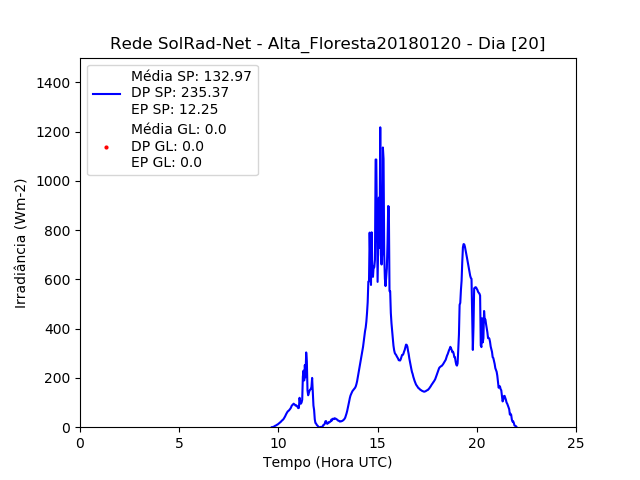 Rede SolRad-Net - Alta_Floresta20180120 - Dia [20]
Média SP: 132.97
DP SP: 235.37
EP SP: 12.25
Média GL: 0.0
DP GL: 0.0
EP GL: 0.0
Irradiância (Wm-2)
1400
1200
1000
800
600
400
200
0
0 5 10 15 20 25
Tempo (Hora UTC)